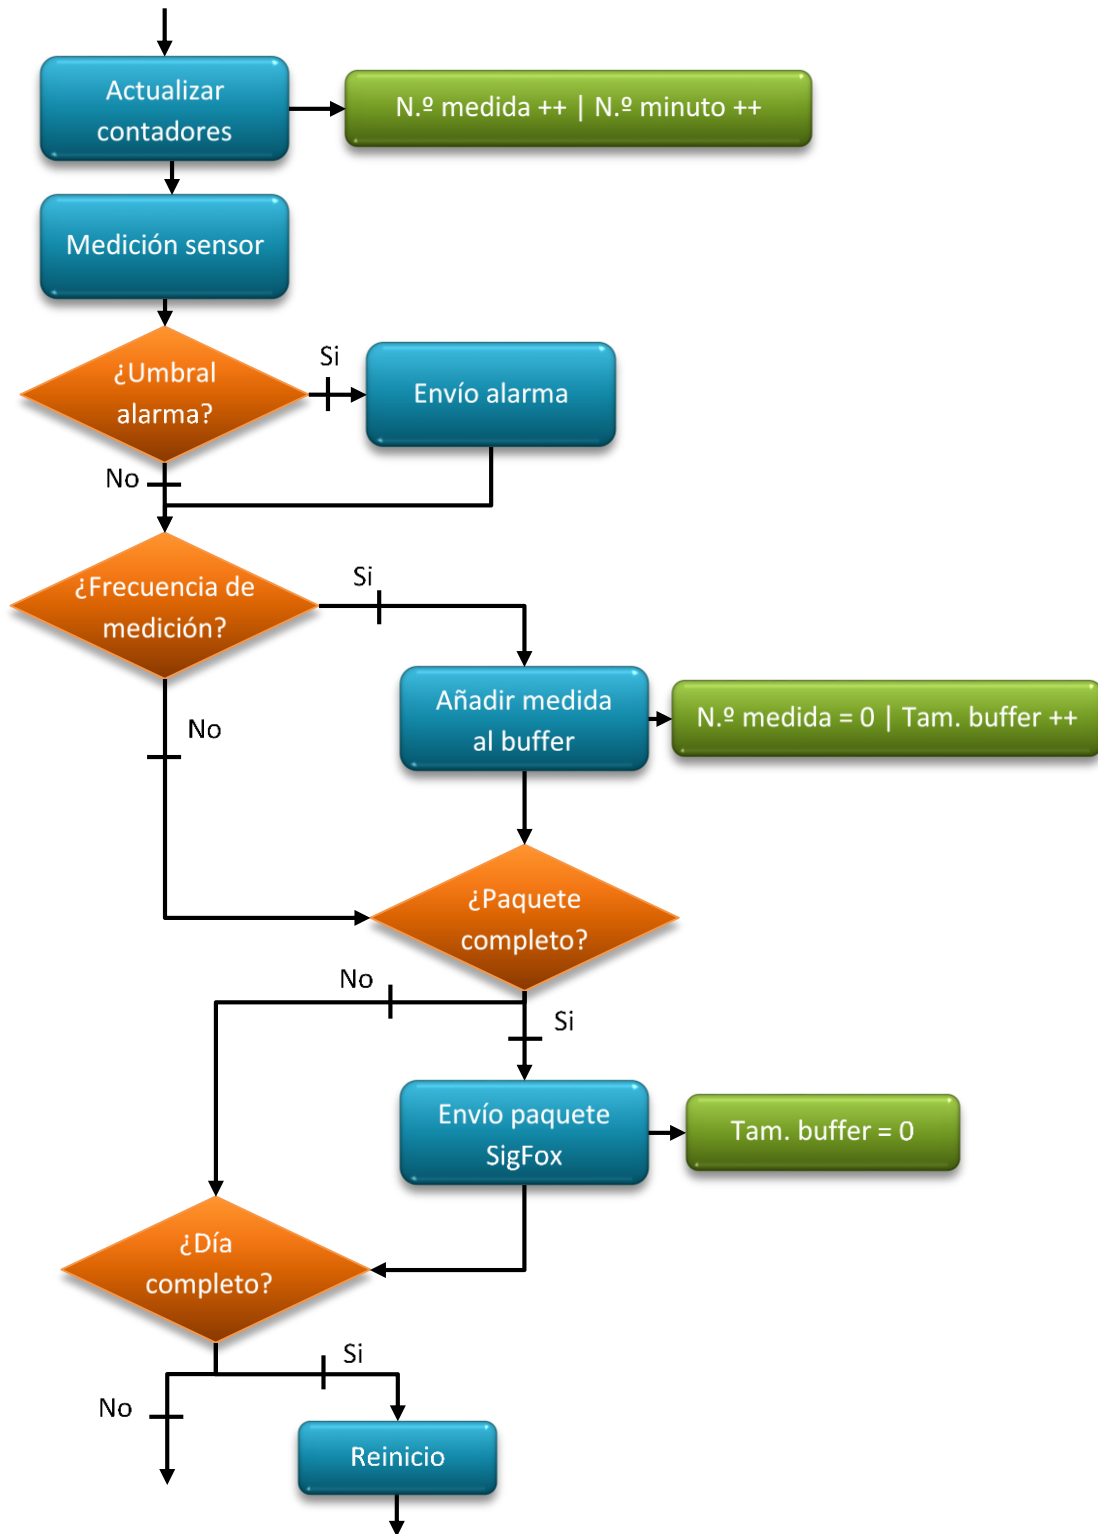 Actualizar
contadores
N.º medida ++ | N.º minuto ++
Medición sensor
¿Umbral
alarma?
Si
Envío alarma
No
¿Frecuencia de
medición?
Si
No
Añadir medida
al buffer
N.º medida = 0 | Tam. buffer ++
¿Paquete
completo?
No
Si
Envío paquete
SigFox
Tam. buffer = 0
¿Día
completo?
Si
No
Reinicio